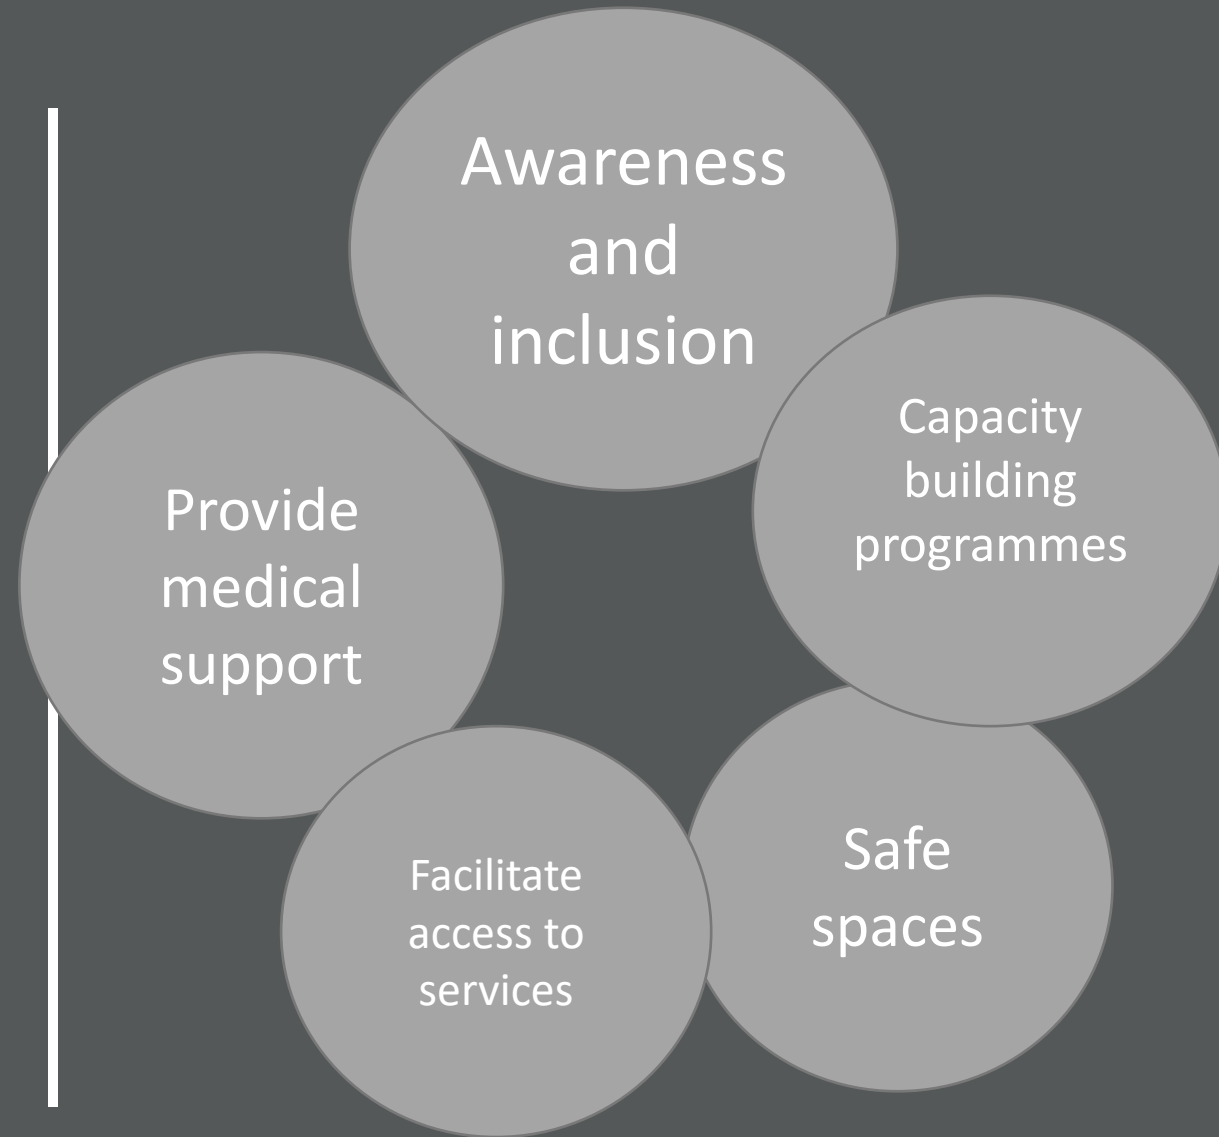 Awareness
and
inclusion
Capacity
building
programmes
Safe
spaces
Facilitate
access to
services
Provide
medical
support